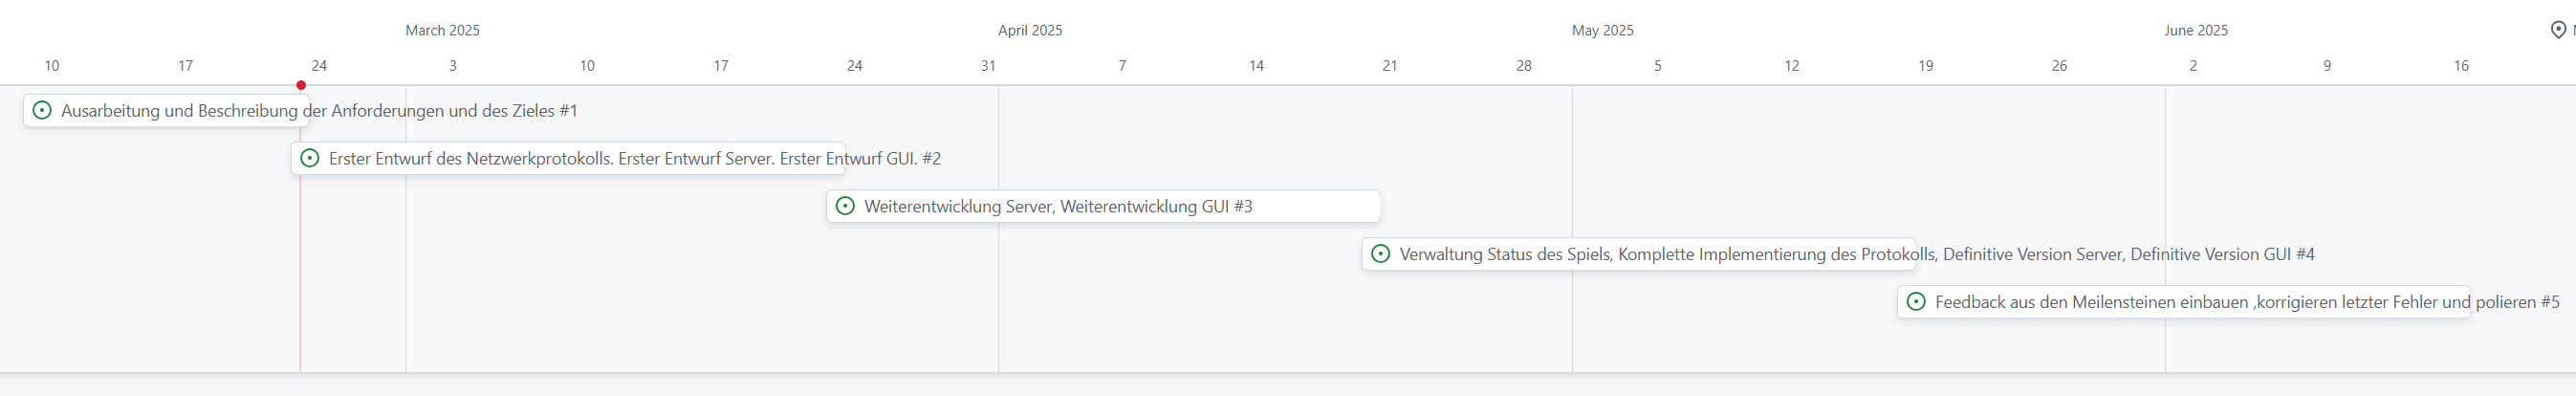 March 2025 April 2025 May 2025 June 2025
10 17 24 3 10 17 24 31 7 14 21 28 5 12 19 26 2 9 16
Ausarbeitung und Beschreibung der Anforderungen und des Zieles #1
Erster Entwurf des Netzwerkprotokolls. Erster Entwurf Server. Erster Entwurf GUI. #2
Weiterentwicklung Server, Weiterentwicklung GUI #3
Verwaltung Status des Spiels, Komplette Implementierung des Protokolls, Definitive Version Server, Definitive Version GUI #4
Feedback aus den Meilensteinen einbauen ,korrigieren letzter Fehler und polieren #5